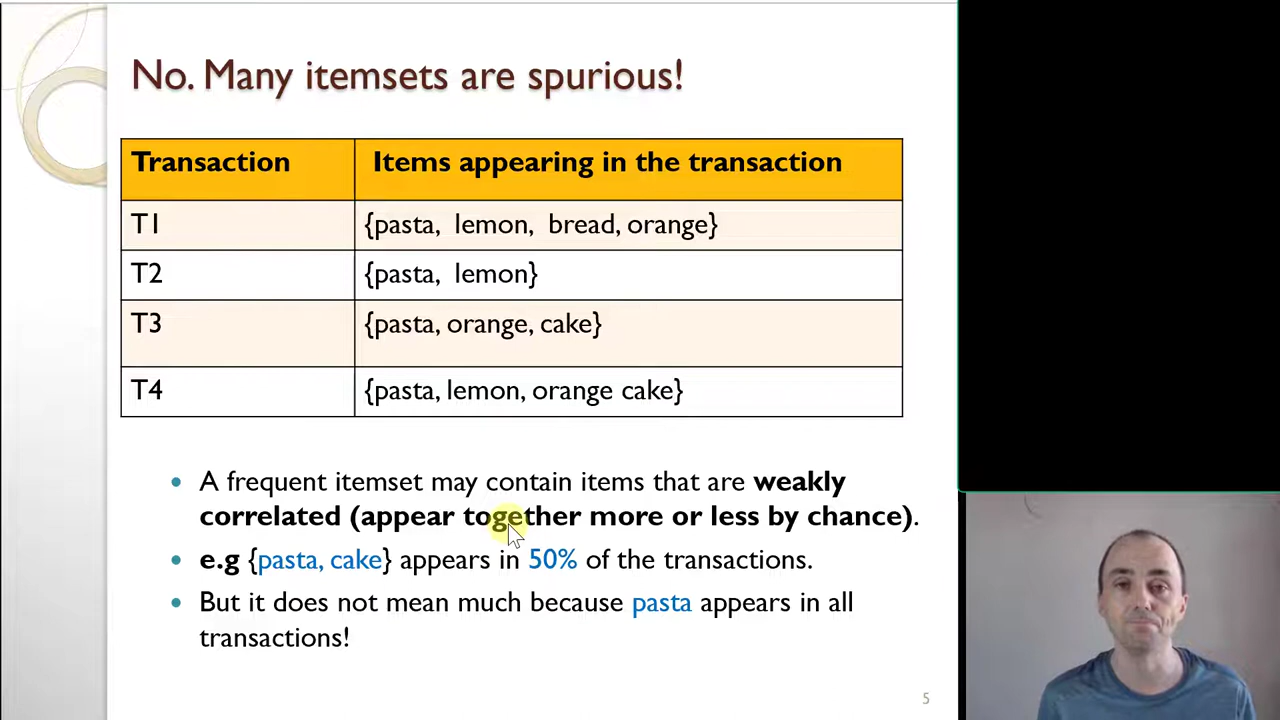 No. Many itemsets are spurious!
Transaction Items appearing in the transaction
T1 {pasta, lemon, bread, orange}
T2 {pasta, lemon}
T3 {pasta, orange, cake}
T4 {pasta, lemon, orange cake}
• A frequent itemset may contain items that are weakly
correlated (appear together more or less by chance).
• e.g {pasta, cake} appears in 50% of the transactions.
• But it does not mean much because pasta appears in all
transactions!
5